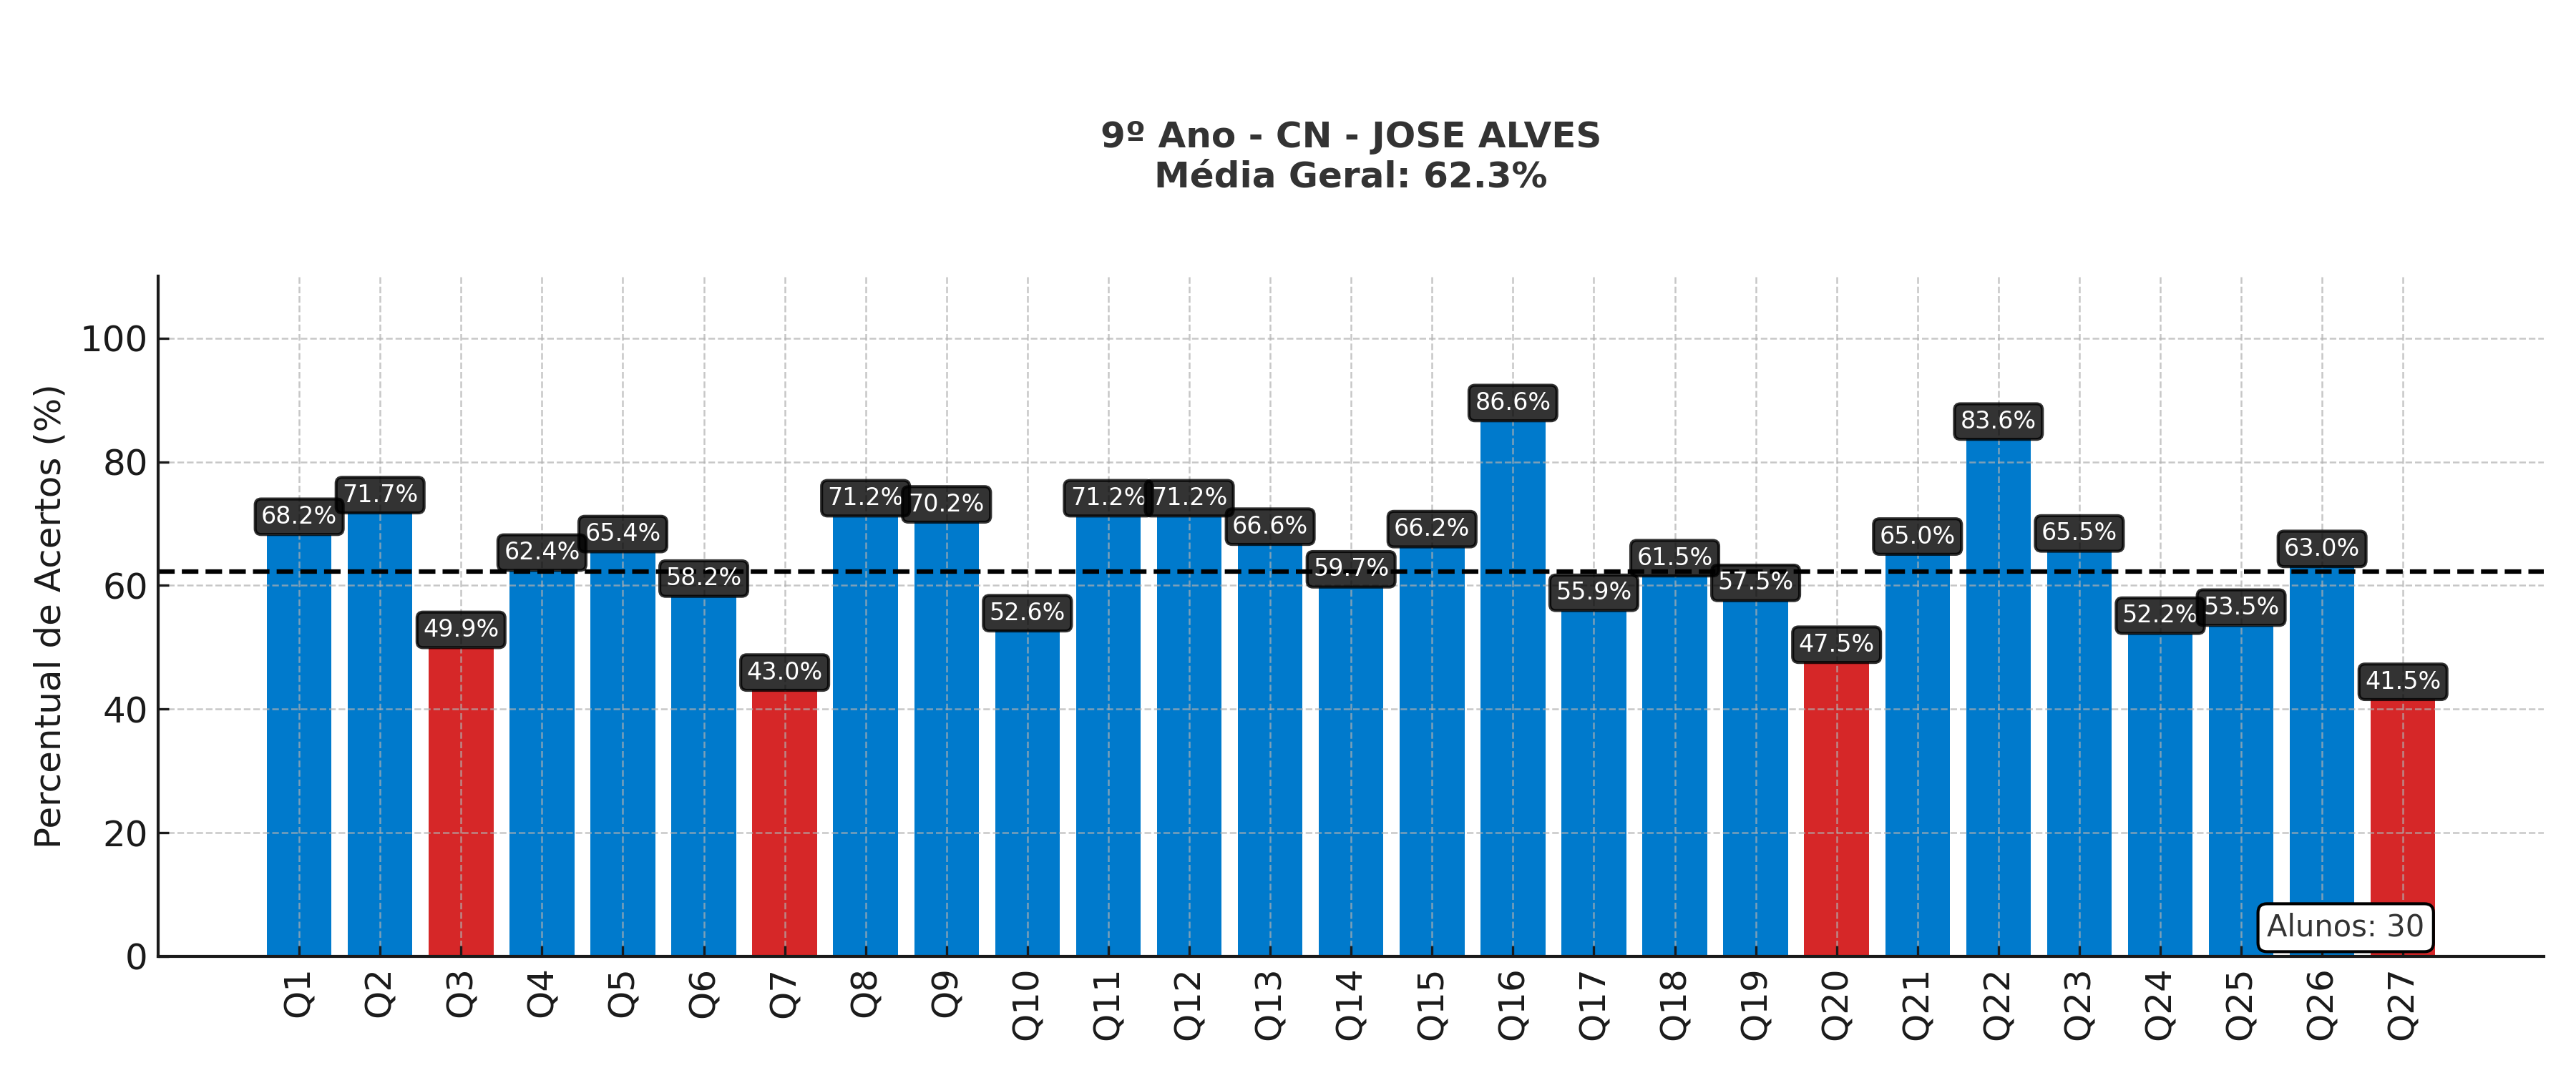 9º Ano - CN - JOSE ALVES
Média Geral: 62.3%
Percentual de Acertos (%)
100
80
60
40
20
0
68.2%
71.7%
49.9%
62.4%
65.4%
58.2%
43.0%
71.2%
70.2%
52.6%
71.2%
71.2%
66.6%
59.7%
66.2%
86.6%
55.9%
61.5%
57.5%
47.5%
65.0%
83.6%
65.5%
52.2%
53.5%
63.0%
41.5%
Alunos: 30
Q1
Q2
Q3
Q4
Q5
Q6
Q7
Q8
Q9
Q10
Q11
Q12
Q13
Q14
Q15
Q16
Q17
Q18
Q19
Q20
Q21
Q22
Q23
Q24
Q25
Q26
Q27